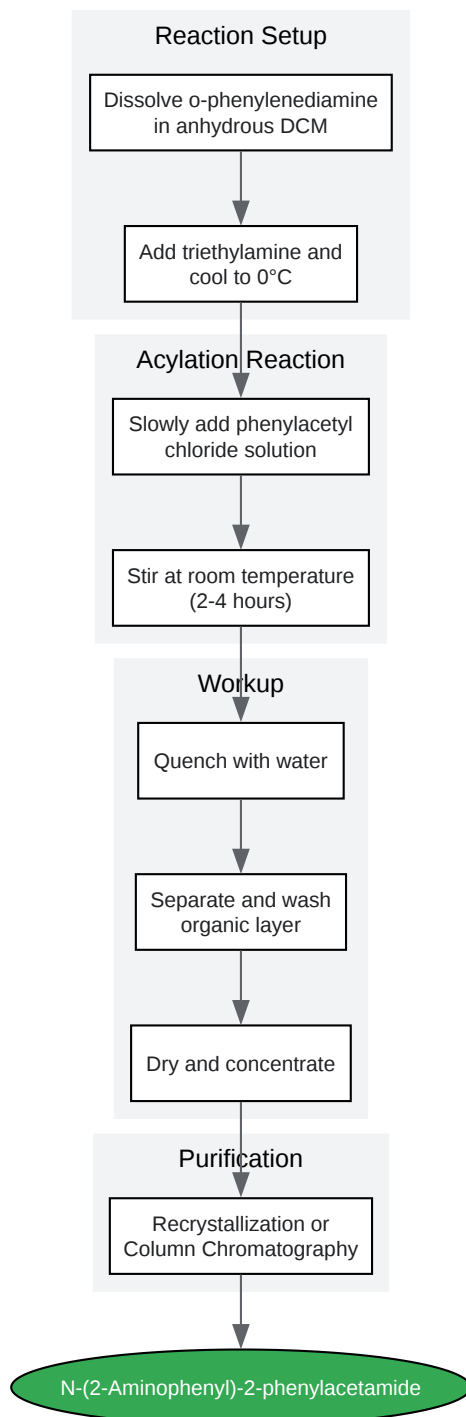 Reaction Setup
Dissolve o-phenylenediamine
in anhydrous DCM
Add triethylamine and
cool to 0°C
Acylation Reaction
Slowly add phenylacetyl
chloride solution
Stir at room temperature
(2-4 hours)
Workup
Quench with water
Separate and wash
organic layer
Dry and concentrate
Purification
Recrystallization or
Column Chromatography
N-(2-Aminophenyl)-2-phenylacetamide